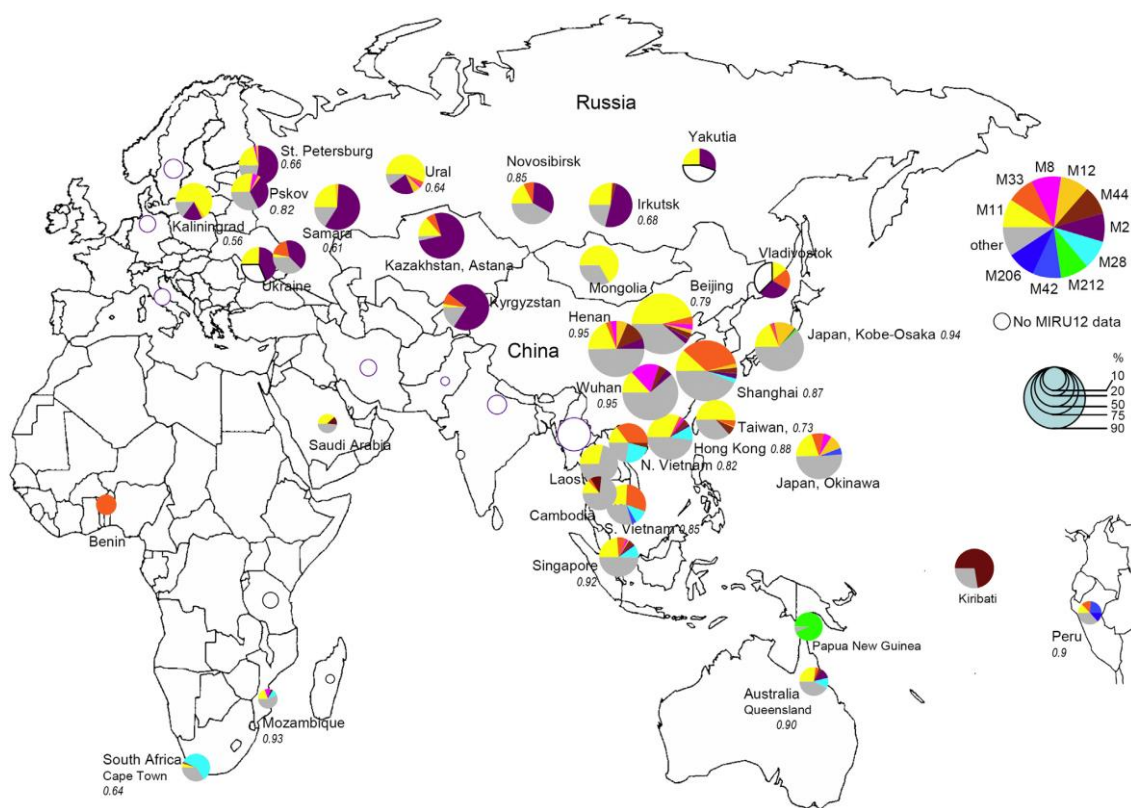 Russia
Yakutia
St. Petersburg
0.66
Ural
0.64
Novosibirsk
0.85
Pskov
0.82
Irkutsk
0.68
Kaliningrad
0.56
Samara
0.61
Kazakhstan, Astana
Ukraine
Mongolia
Vladivostok
Beijing
0.79
Kyrgyzstan
Henan
0.95
China
Japan, Kobe-Osaka 0.94
Wuhan
0.95
Shanghai 0.87
Saudi Arabia
Taiwan, 0.73
Hong Kong 0.88
N. Vietnam 0.82
Laost
Japan, Okinawa
Cambodia
S. Vietnam 0.85
Benin
Singapore
0.92
Kiribati
Papua New Guinea
Peru
0.9
Australia
Queensland
0.90
Mozambique
0.93
South Africa
Cape Town
0.64
M8
M12
M33
M44
M11
M2
other
M28
M206
M42
M212
No MIRU12 data
%
10
20
50
75
90